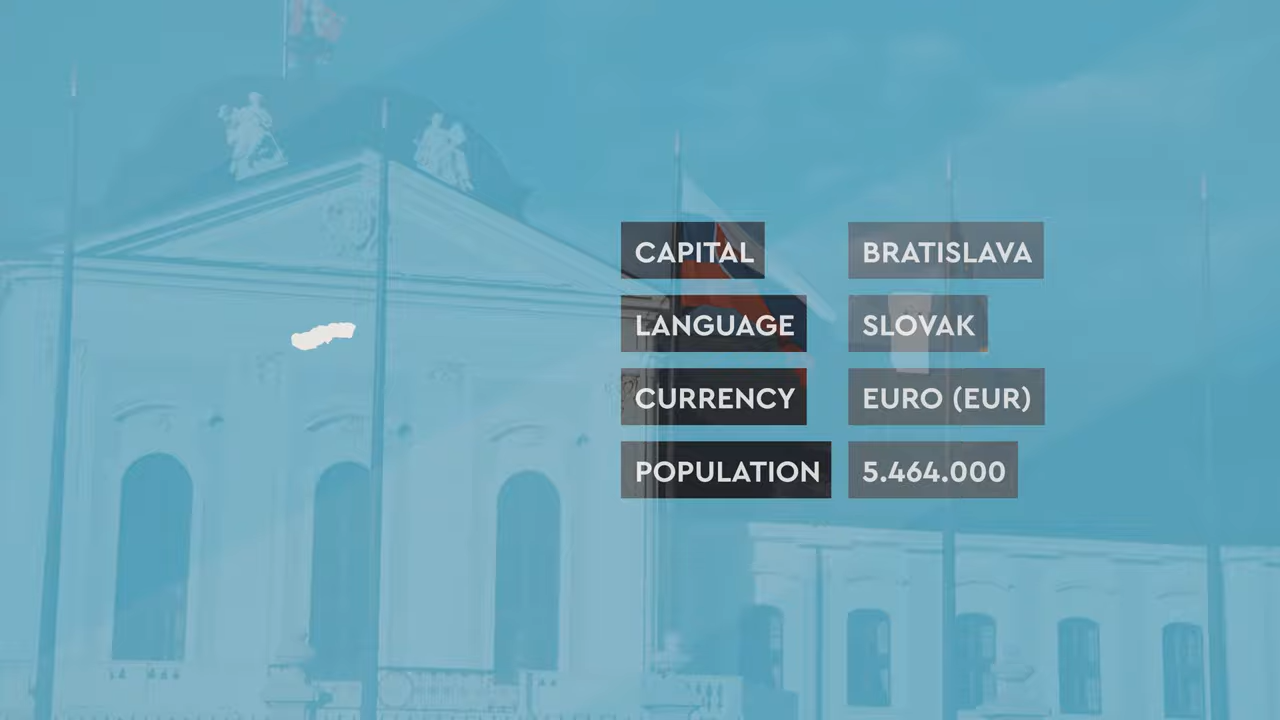 CAPITAL BRATISLAVA
LANGUAGE SLOVAK
CURRENCY EURO (EUR)
POPULATION 5.464.000